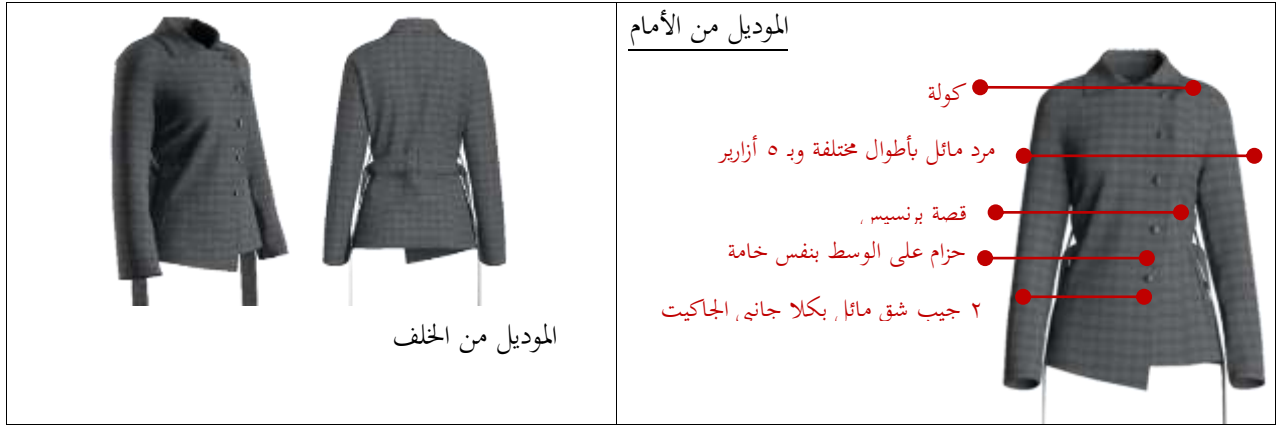 الموديل من الأمام
كولة
مرد مائل بأطوال مختلفة وبـ ٥ أزارير
قصة برنسيس
حزام على الوسط بنفس خامة
٢ جيب شق مائل بكلا جانبي الجاكيت
الموديل من الخلف